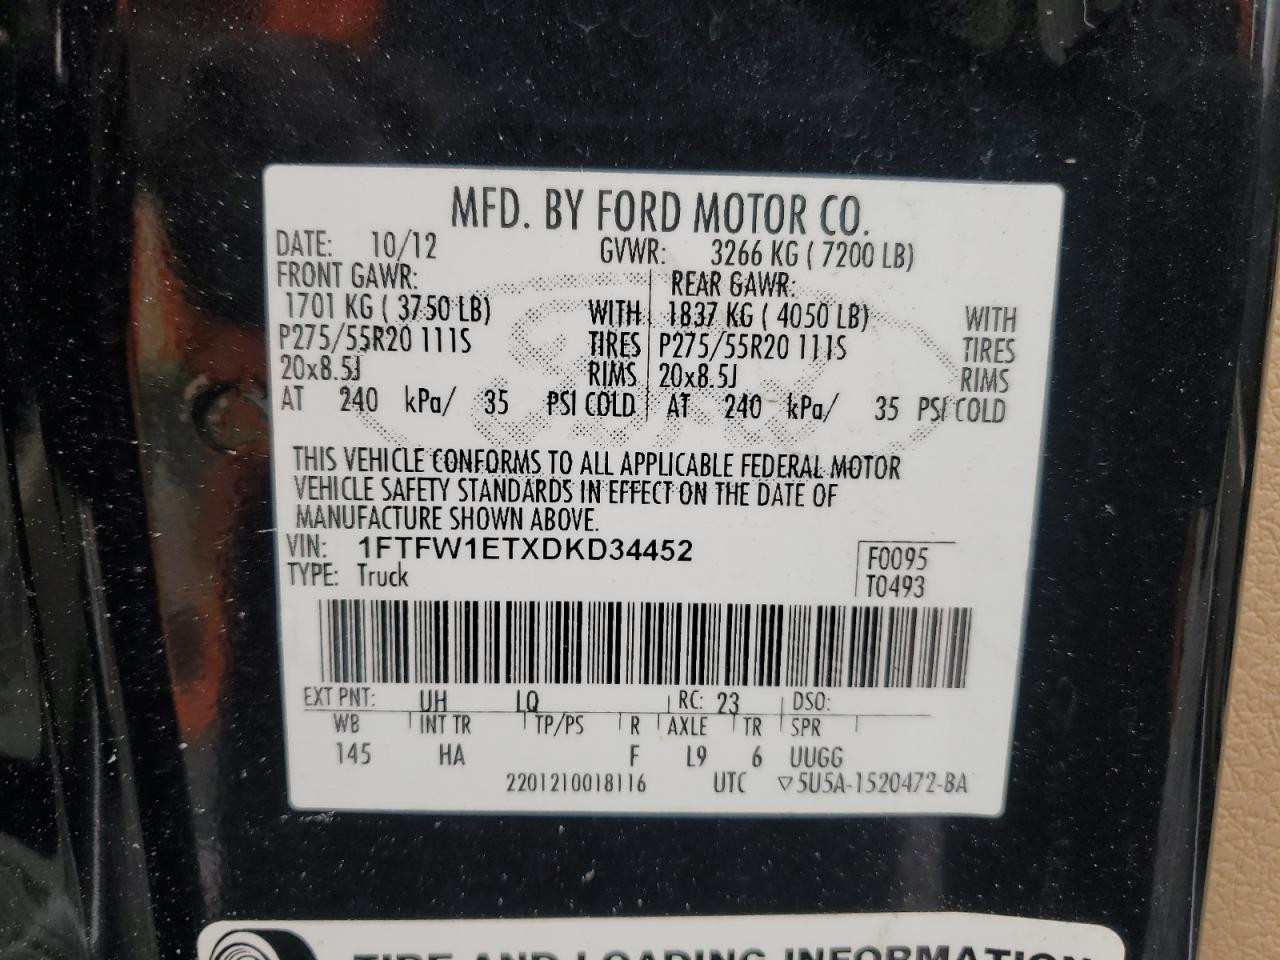 MFD. BY FORD MOTOR CO.
DATE: 10/12 GVWR: 3266 KG ( 7200 LB)
FRONT GAWR: REAR GAWR:
1701 KG ( 3750 LB) WITH 1837 KG ( 4050 LB) WITH
P275/55R20 111S TIRES P275/55R20 111S TIRES
20x8.5J RIMS 20x8.5J RIMS
AT 240 kPa/ 35 PSI COLD AT 240 kPa/ 35 PSI COLD
THIS VEHICLE CONFORMS TO ALL APPLICABLE FEDERAL MOTOR
VEHICLE SAFETY STANDARDS IN EFFECT ON THE DATE OF
MANUFACTURE SHOWN ABOVE.
VIN: 1FTFW1ETXDKD34452 F0095
TYPE: Truck T0493
EXT PNT: UH LQ RC: 23 DSO:
WB INT TR TP/PS R AXLE TR SPR
145 HA F L9 6 UUGG
2201210018116 UTC ▽5U5A-1520472-BA
TIRE AND LOADING INFORMATION